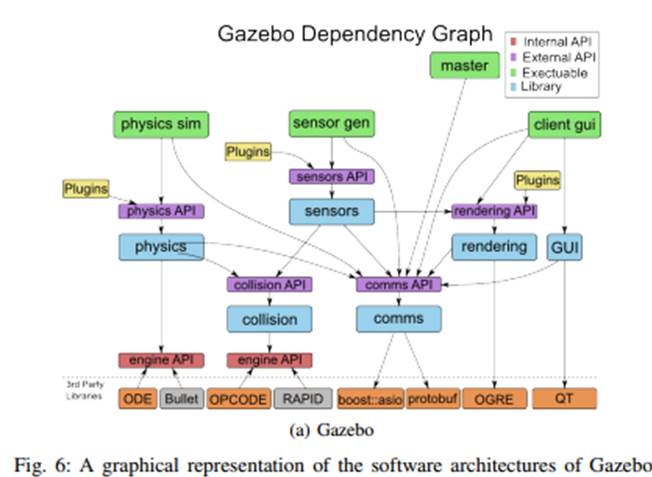 Gazebo Dependency Graph
Internal API
External API
Exectuable
Library
master
physics sim
sensor gen
client gui
Plugins
sensors API
Plugins
Plugins
physics API
sensors
rendering API
physics
rendering
GUI
collision API
comms API
collision
comms
engine API
engine API
3rd Party
Libraries
ODE
Bullet
OPCODE
RAPID
boost::asio
protobuf
OGRE
QT
(a) Gazebo
Fig. 6: A graphical representation of the software architectures of Gazebo